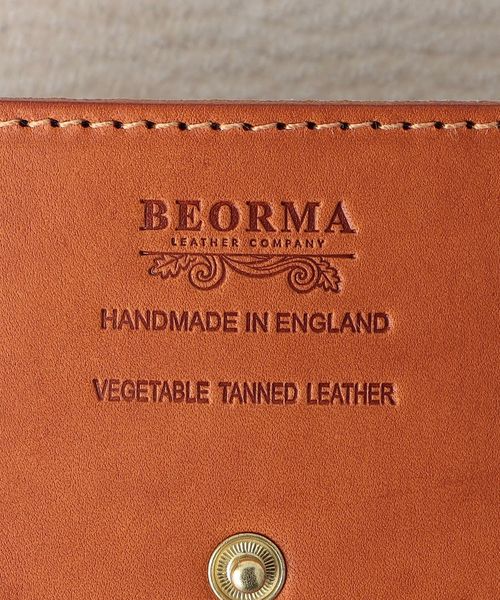 BEORMA
LEATHER COMPANY
HANDMADE IN ENGLAND
VEGETABLE TANNED LEATHER